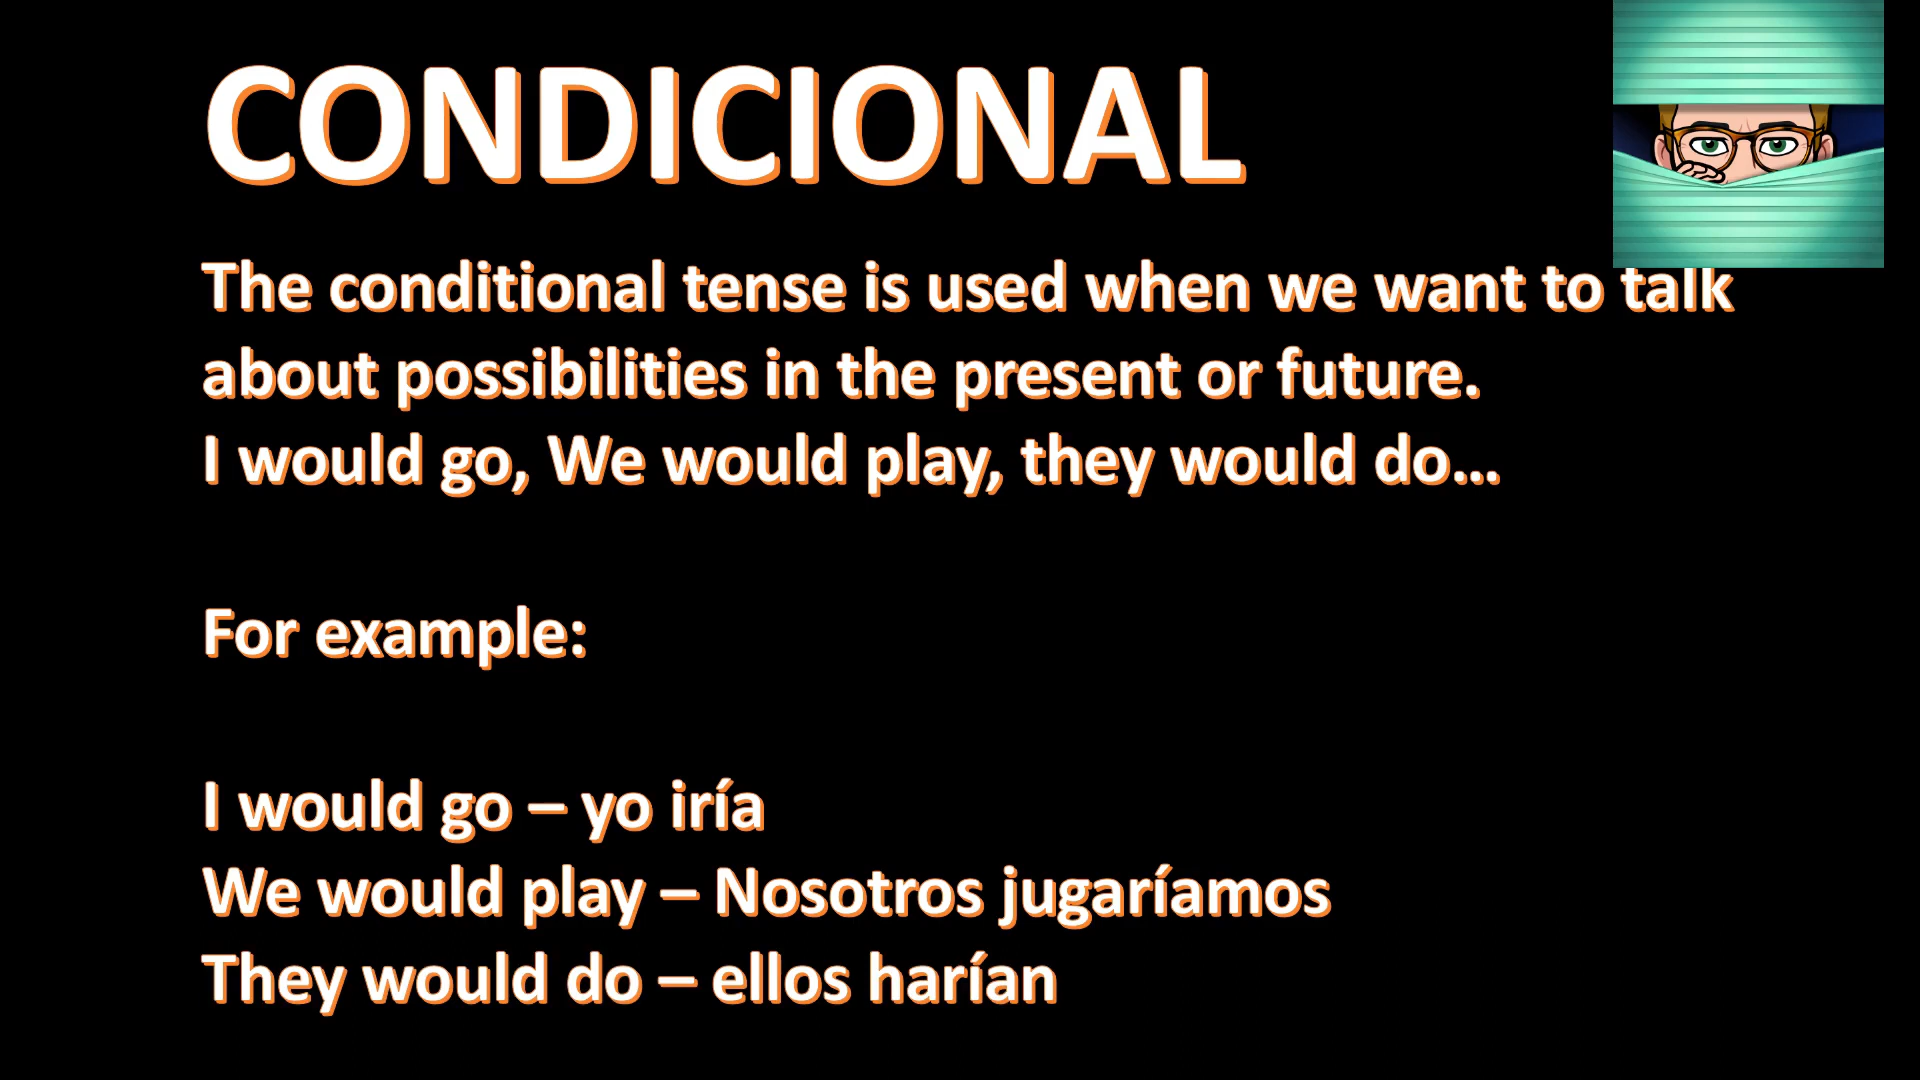 CONDICIONAL
The conditional tense is used when we want to talk
about possibilities in the present or future.
I would go, We would play, they would do…
For example:
I would go – yo iría
We would play – Nosotros jugaríamos
They would do – ellos harían